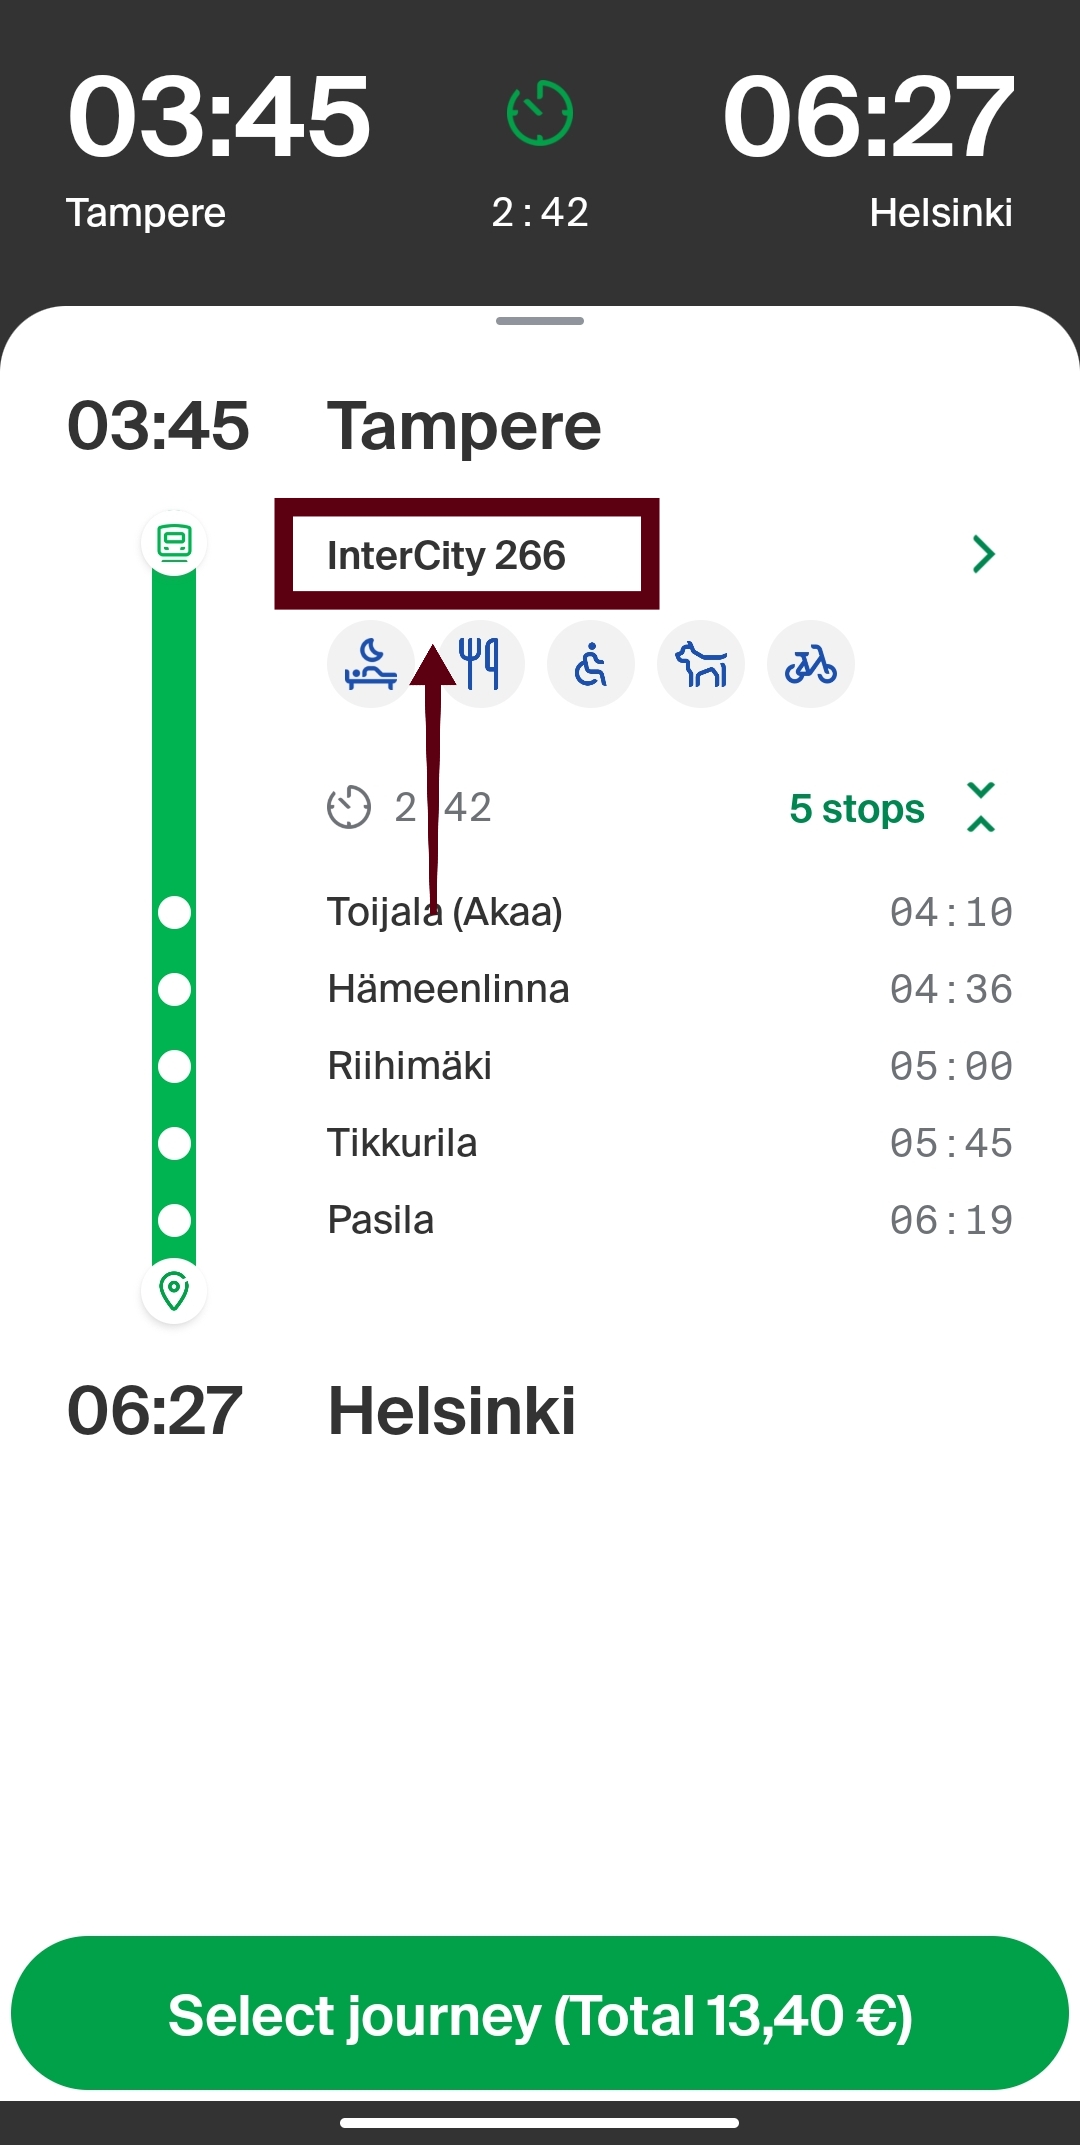 03:45 06:27
Tampere 2:42 Helsinki
03:45 Tampere
InterCity 266
2 42 5 stops
Toijala (Akaa) 04:10
Hämeenlinna 04:36
Riihimäki 05:00
Tikkurila 05:45
Pasila 06:19
06:27 Helsinki
Select journey (Total 13,40 €)